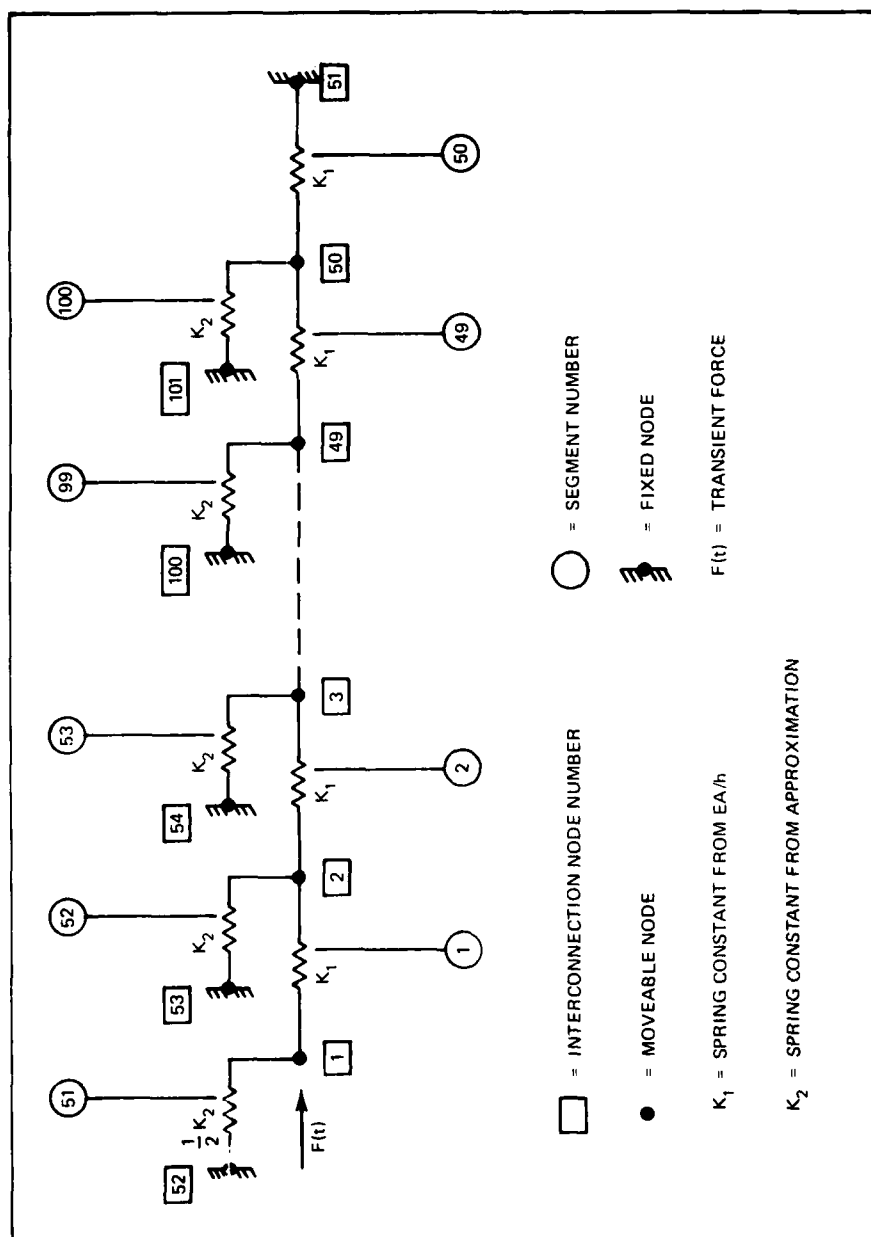 51
52
53
99
100
1/2 K2
K2
K2
K2
K2
52
53
54
100
101
F(t)
K1
K1
K1
K1
1
2
3
49
50
51
1
2
49
50
□ = INTERCONNECTION NODE NUMBER
○ = SEGMENT NUMBER
● = MOVEABLE NODE
= FIXED NODE
K1 = SPRING CONSTANT FROM EA/h
F(t) = TRANSIENT FORCE
K2 = SPRING CONSTANT FROM APPROXIMATION